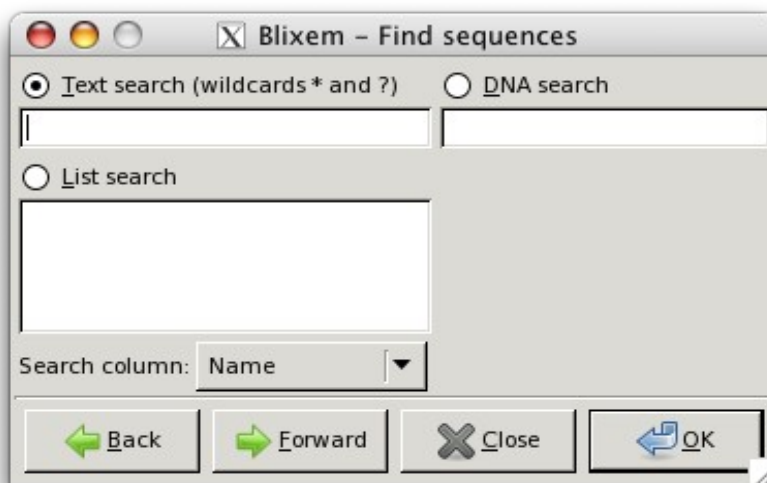 X Blixem – Find sequences
Text search (wildcards * and ?) DNA search
List search
Search column: Name
Back Forward Close OK